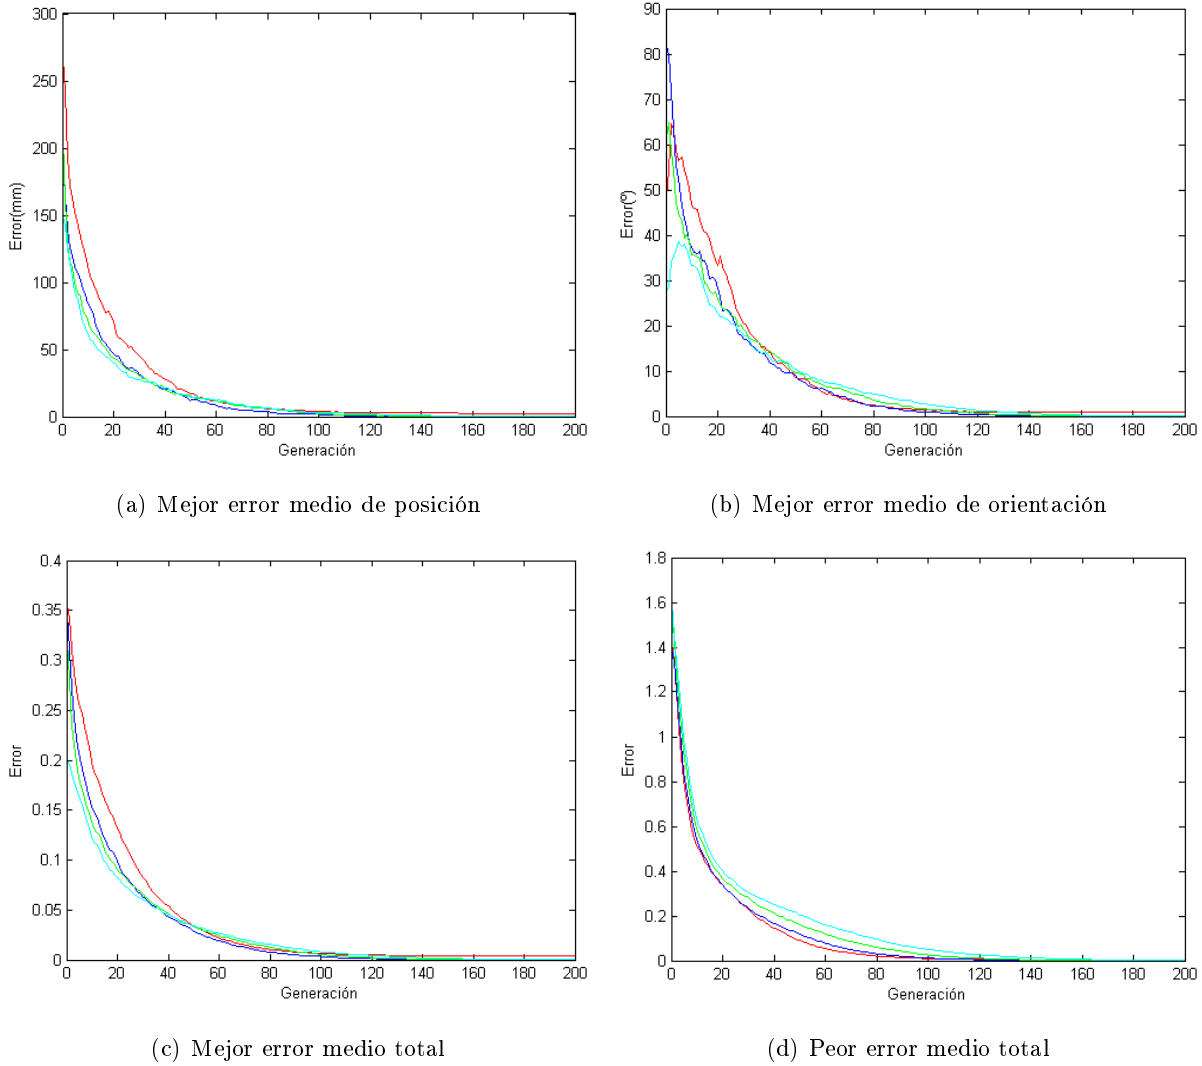 300
250
200
150
100
50
0
Error(mm)
0 20 40 60 80 100 120 140 160 180 200
Generación
(a) Mejor error medio de posición
90
80
70
60
50
40
30
20
10
0
Error(º)
0 20 40 60 80 100 120 140 160 180 200
Generación
(b) Mejor error medio de orientación
0.4
0.35
0.3
0.25
0.2
0.15
0.1
0.05
0
Error
0 20 40 60 80 100 120 140 160 180 200
Generación
(c) Mejor error medio total
1.8
1.6
1.4
1.2
1
0.8
0.6
0.4
0.2
0
Error
0 20 40 60 80 100 120 140 160 180 200
Generación
(d) Peor error medio total